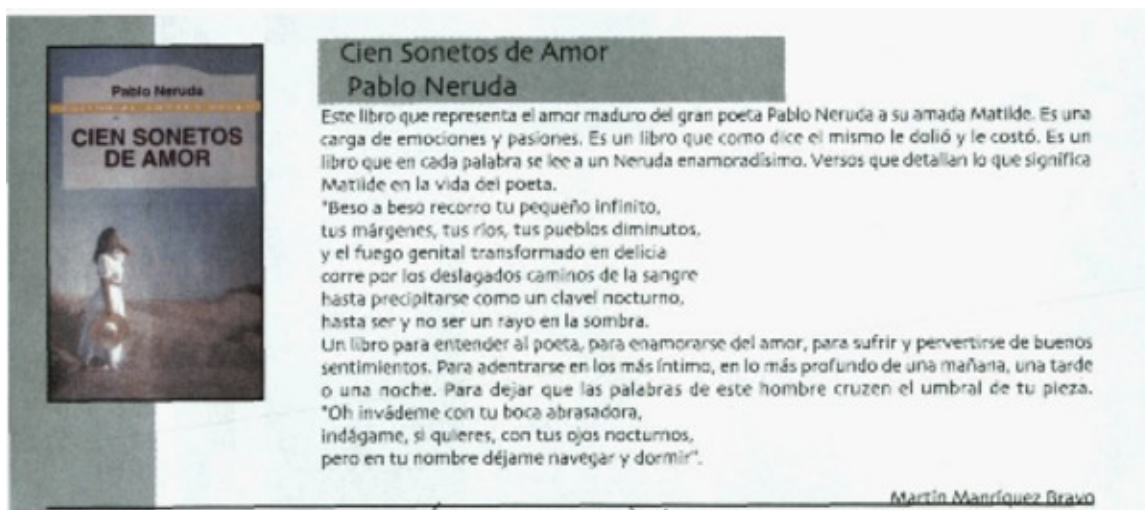 Pablo Neruda
CIEN SONETOS
DE AMOR
Cien Sonetos de Amor
Pablo Neruda
Este libro que representa el amor maduro del gran poeta Pablo Neruda a su amada Matilde. Es una
carga de emociones y pasiones. Es un libro que como dice el mismo le dolió y le costó. Es un
libro que en cada palabra se lee a un Neruda enamoradísimo. Versos que detallan lo que significa
Matilde en la vida del poeta.
"Beso a beso recorro tu pequeño infinito,
tus márgenes, tus ríos, tus pueblos diminutos,
y el fuego genital transformado en delicia
corre por los deslagados caminos de la sangre
hasta precipitarse como un clavel nocturno,
hasta ser y no ser un rayo en la sombra.
Un libro para entender al poeta, para enamorarse del amor, para sufrir y pervertirse de buenos
sentimientos. Para adentrarse en los más íntimo, en lo más profundo de una mañana, una tarde
o una noche. Para dejar que las palabras de este hombre cruzen el umbral de tu pieza.
"Oh invádeme con tu boca abrasadora,
indágame, si quieres, con tus ojos nocturnos,
pero en tu nombre déjame navegar y dormir".
Martín Manríquez Bravo